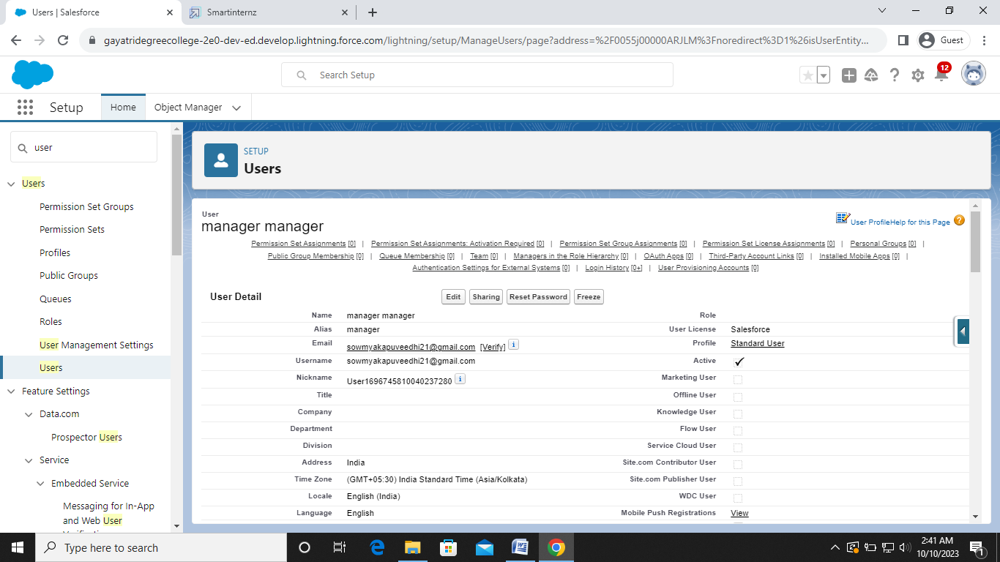 Users | Salesforce
Smartinternz
gayatridegreecollege-2e0-dev-ed.develop.lightning.force.com/lightning/setup/ManageUsers/page?address=%2F0055j00000ARJLM%3Fnoredirect%3D1%26isUserEntity...
Guest
Search Setup
12
Setup
Home
Object Manager
user
Users
Permission Set Groups
Permission Sets
Profiles
Public Groups
Queues
Roles
User Management Settings
Users
Feature Settings
Data.com
Prospector Users
Service
Embedded Service
Messaging for In-App
and Web User
SETUP
Users
User
manager manager
User Profile Help for this Page ?
Permission Set Assignments [0] | Permission Set Assignments: Activation Required [0] | Permission Set Group Assignments [0] | Permission Set License Assignments [0] | Personal Groups [0] |
Public Group Membership [0] | Queue Membership [0] | Team [0] | Managers in the Role Hierarchy [0] | OAuth Apps [0] | Third-Party Account Links [0] | Installed Mobile Apps [0] |
Authentication Settings for External Systems [0] | Login History [0+] | User Provisioning Accounts [0]
User Detail
Edit Sharing Reset Password Freeze
Name manager manager Role
Alias manager User License Salesforce
Email sowmyakapuveedhi21@gmail.com [Verify] i Profile Standard User
Username sowmyakapuveedhi21@gmail.com Active
Nickname User1696745810040237280 i Marketing User
Title Offline User
Company Knowledge User
Department Flow User
Division Service Cloud User
Address India Site.com Contributor User
Time Zone (GMT+05:30) India Standard Time (Asia/Kolkata) Site.com Publisher User
Locale English (India) WDC User
Language English Mobile Push Registrations View
Type here to search
2:41 AM
10/10/2023
1